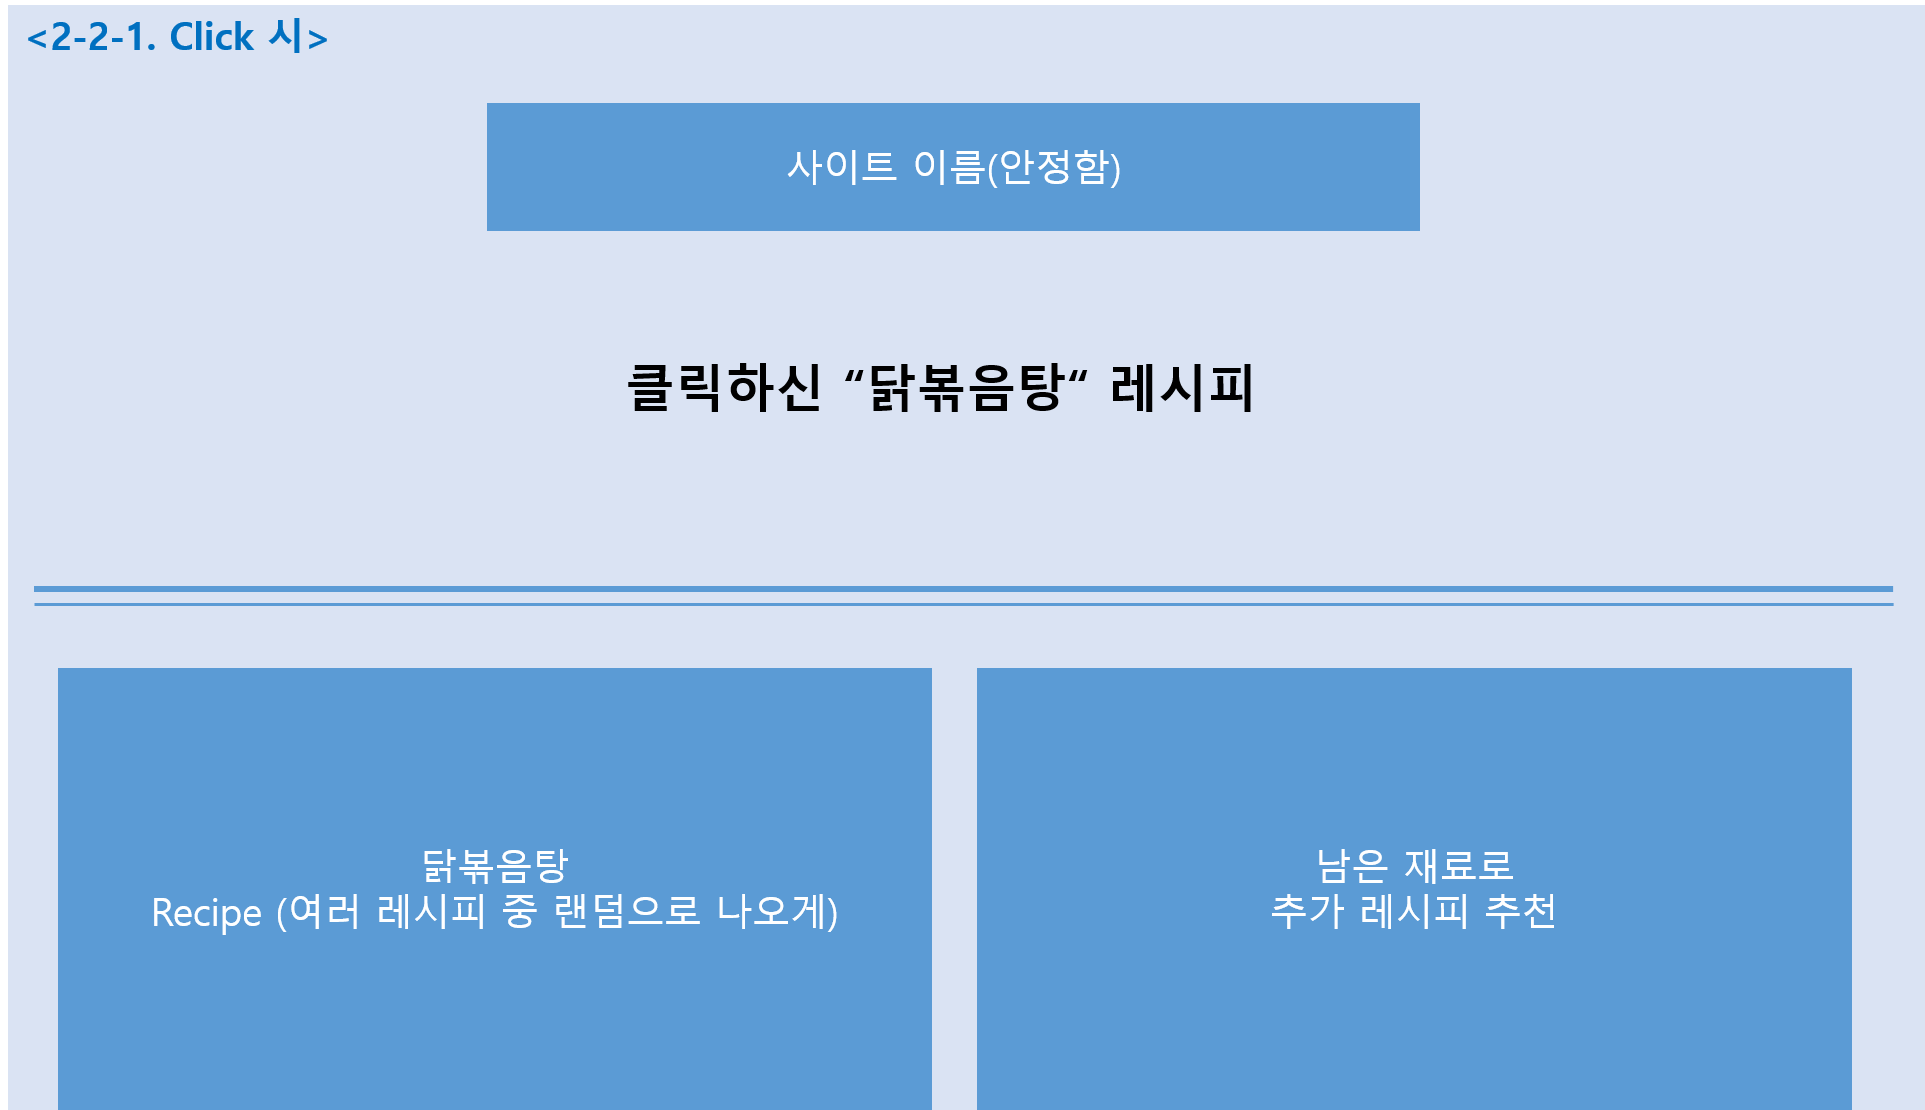 <2-2-1. Click 시>
사이트 이름(안정함)
클릭하신 “닭볶음탕“ 레시피
닭볶음탕
Recipe (여러 레시피 중 랜덤으로 나오게)
남은 재료로
추가 레시피 추천